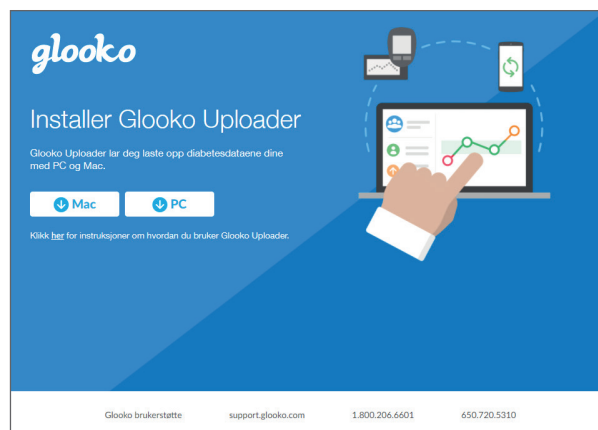 glooko
Installer Glooko Uploader
Glooko Uploader lar deg laste opp diabetesdataene dine
med PC og Mac.
Mac PC
Klikk her for instruksjoner om hvordan du bruker Glooko Uploader.
Glooko brukerstøtte support.glooko.com 1.800.206.6601 650.720.5310